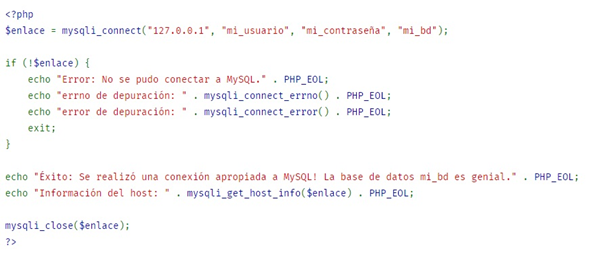 <?php
$enlace = mysqli_connect("127.0.0.1", "mi_usuario", "mi_contraseña", "mi_bd");
if (!$enlace) {
echo "Error: No se pudo conectar a MySQL." . PHP_EOL;
echo "errno de depuración: " . mysqli_connect_errno() . PHP_EOL;
echo "error de depuración: " . mysqli_connect_error() . PHP_EOL;
exit;
}
echo "Éxito: Se realizó una conexión apropiada a MySQL! La base de datos mi_bd es genial." . PHP_EOL;
echo "Información del host: " . mysqli_get_host_info($enlace) . PHP_EOL;
mysqli_close($enlace);
?>